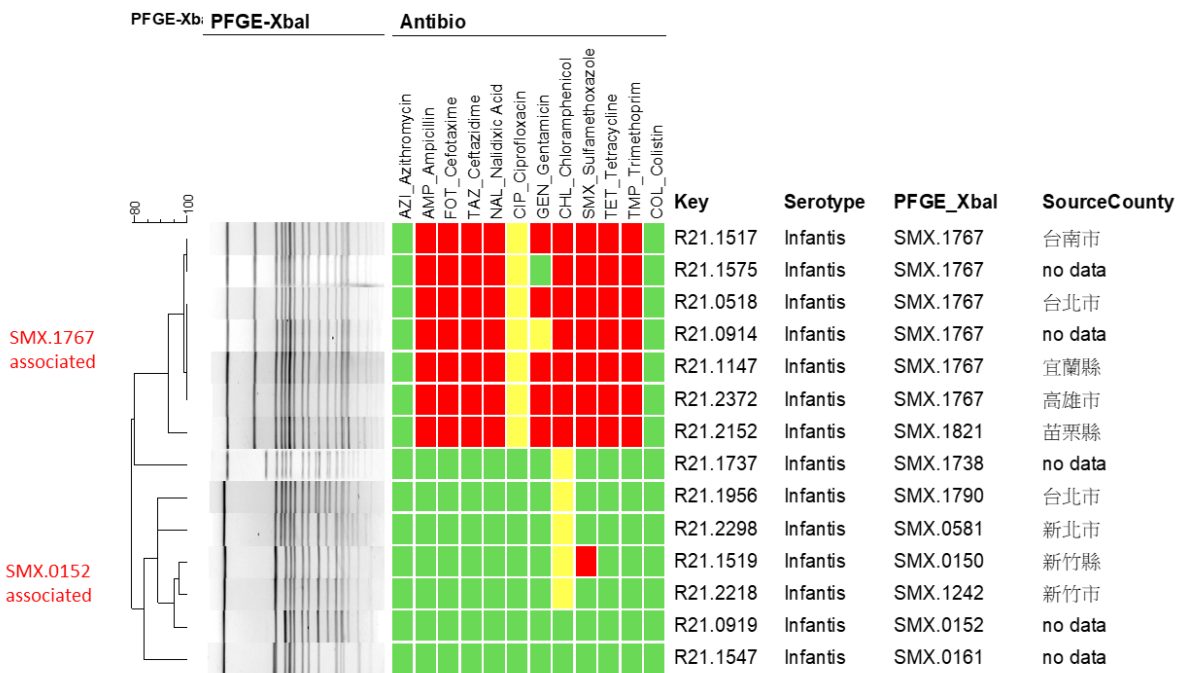 PFGE-Xba PFGE-XbaI Antibio
AZI_Azithromycin
AMP_Ampicillin
FOT_Cefotaxime
TAZ_Ceftazidime
NAL_Nalidixic Acid
CIP_Ciprofloxacin
GEN_Gentamicin
CHL_Chloramphenicol
SMX_Sulfamethoxazole
TET_Tetracycline
TMP_Trimethoprim
COL_Colistin
80 100
Key Serotype PFGE_XbaI SourceCounty
R21.1517 Infantis SMX.1767 台南市
R21.1575 Infantis SMX.1767 no data
R21.0518 Infantis SMX.1767 台北市
R21.0914 Infantis SMX.1767 no data
R21.1147 Infantis SMX.1767 宜蘭縣
R21.2372 Infantis SMX.1767 高雄市
R21.2152 Infantis SMX.1821 苗栗縣
R21.1737 Infantis SMX.1738 no data
R21.1956 Infantis SMX.1790 台北市
R21.2298 Infantis SMX.0581 新北市
R21.1519 Infantis SMX.0150 新竹縣
R21.2218 Infantis SMX.1242 新竹市
R21.0919 Infantis SMX.0152 no data
R21.1547 Infantis SMX.0161 no data
SMX.1767
associated
SMX.0152
associated